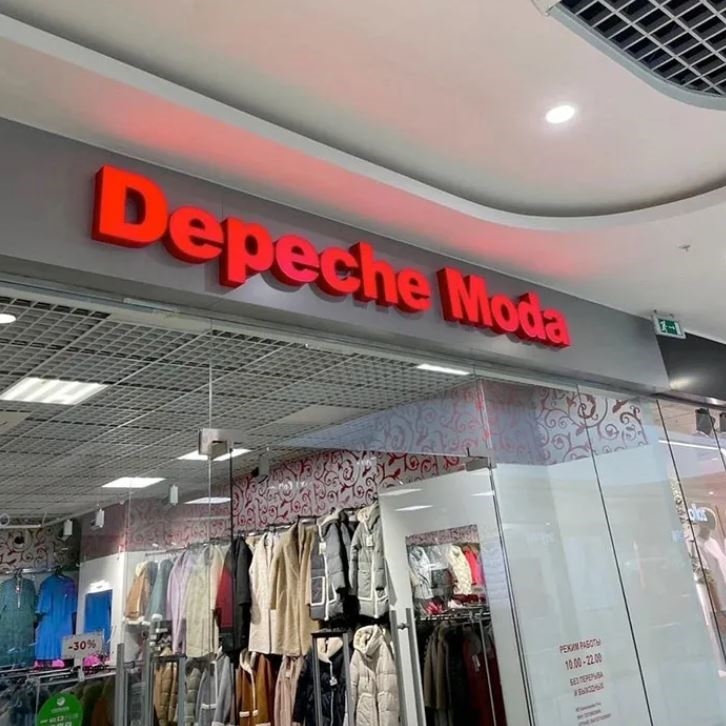 Depeche Moda
-30%
РЕЖИМ РАБОТЫ
10.00 - 22.00
БЕЗ ПЕРЕРЫВА
И ВЫХОДНЫХ